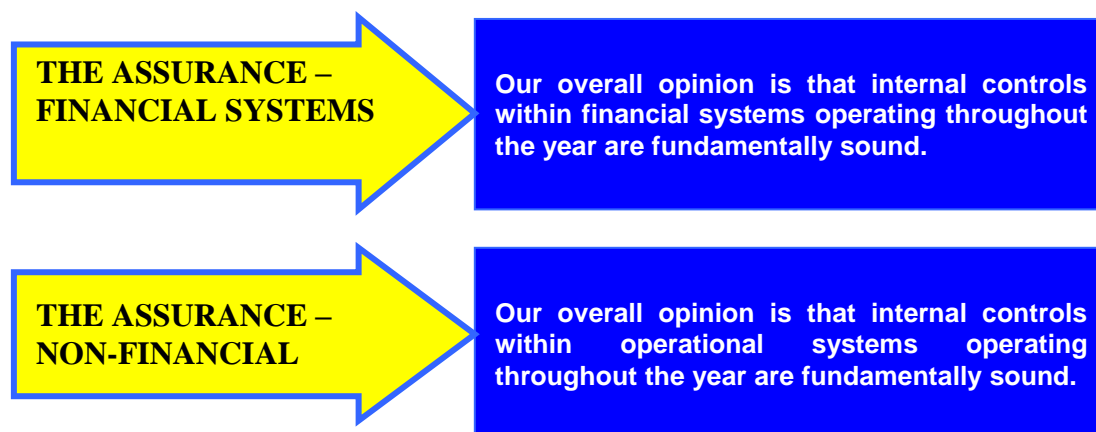 THE ASSURANCE –
FINANCIAL SYSTEMS
Our overall opinion is that internal controls
within financial systems operating throughout
the year are fundamentally sound.
THE ASSURANCE –
NON-FINANCIAL
Our overall opinion is that internal controls
within operational systems operating
throughout the year are fundamentally sound.